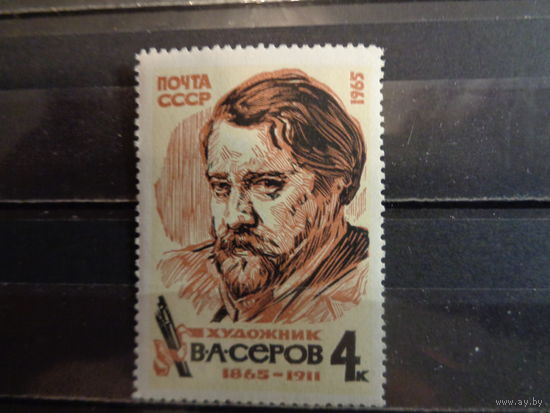 ПОЧТА
СССР
1965
ХУДОЖНИК
В·А·СЕРОВ 4к
1865–1911
© www.ay.by